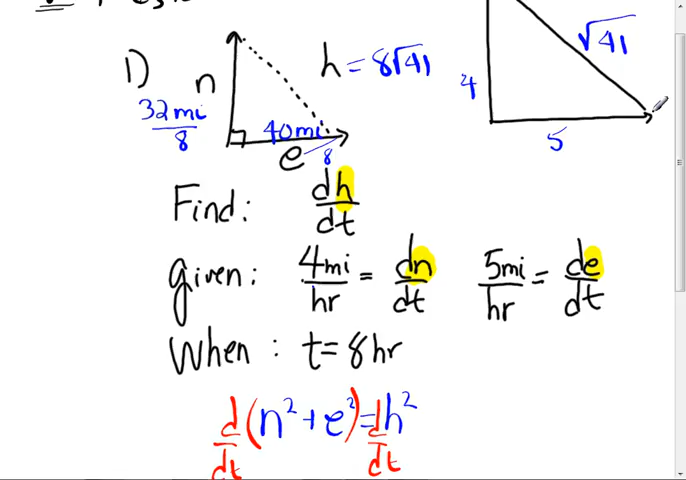 1) n h = 8√41
32mi/8
40mi/8
e
4
√41
5
Find: dh/dt
given: 4mi/hr = dn/dt 5mi/hr = de/dt
When: t = 8hr
d/dt (n² + e²) = d/dt h²